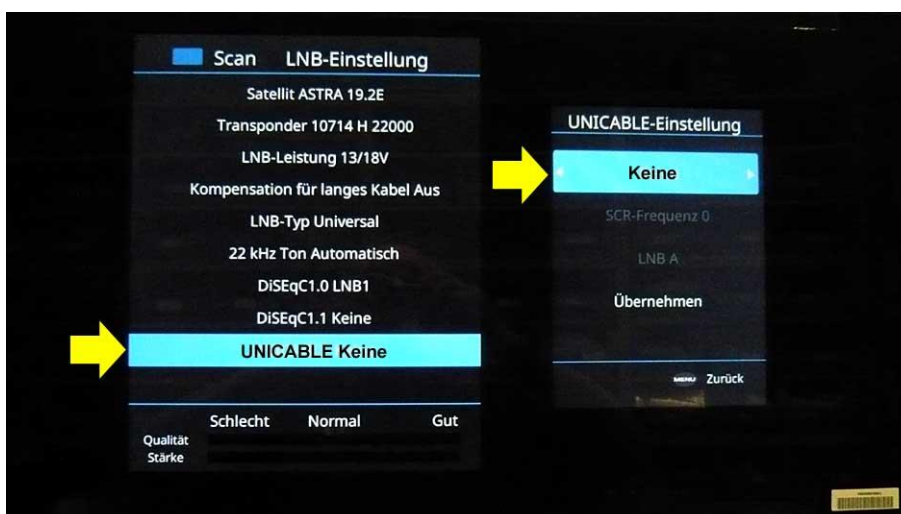 Scan LNB-Einstellung
Satellit ASTRA 19.2E
Transponder 10714 H 22000
LNB-Leistung 13/18V
Kompensation für langes Kabel Aus
LNB-Typ Universal
22 kHz Ton Automatisch
DiSEqC1.0 LNB1
DiSEqC1.1 Keine
UNICABLE Keine
Schlecht Normal Gut
Qualität
Stärke
UNICABLE-Einstellung
Keine
SCR-Frequenz 0
LNB A
Übernehmen
MENU Zurück